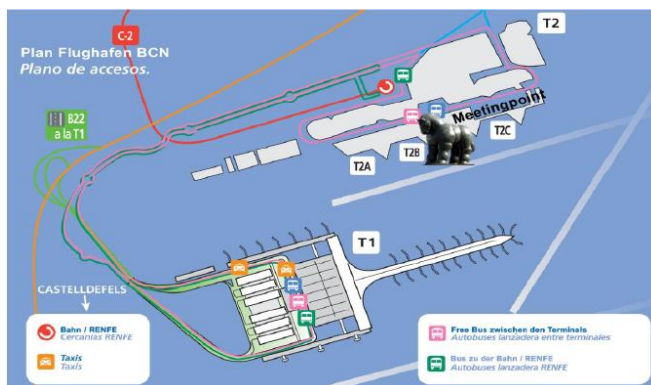 Plan Flughafen BCN
Plano de accesos.
C-2
T2
B22
a la T1
Meetingpoint
T2C
T2B
T2A
T1
CASTELLDEFELS
Bahn / RENFE
Cercanías RENFE
Taxis
Taxis
Free Bus zwischen den Terminals
Autobuses lanzadera entre terminales
Bus zu der Bahn / RENFE
Autobuses lanzadera RENFE